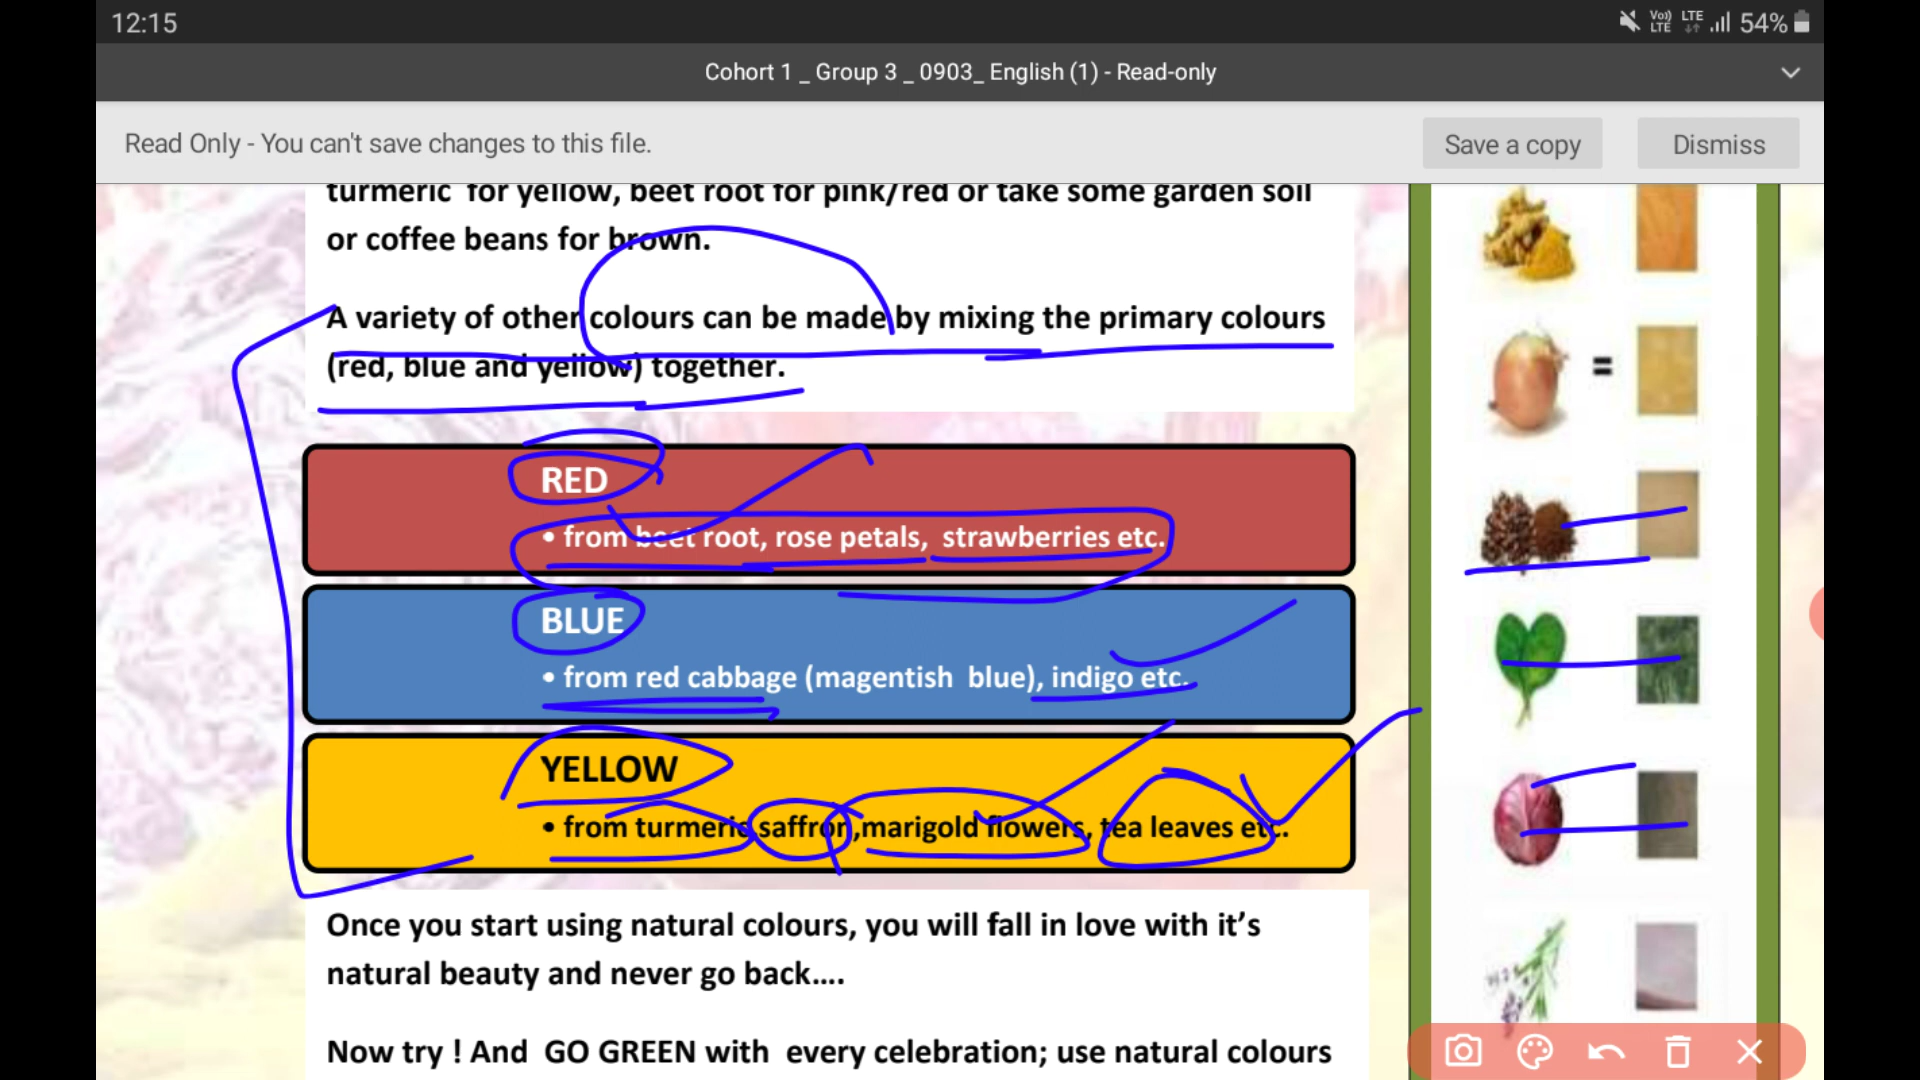 12:15
Vo)) LTE LTE 54%
Cohort 1 _ Group 3 _ 0903_ English (1) - Read-only
Read Only - You can't save changes to this file.
Save a copy
Dismiss
turmeric for yellow, beet root for pink/red or take some garden soil
or coffee beans for brown.
A variety of other colours can be made by mixing the primary colours
(red, blue and yellow) together.
=
RED
• from beet root, rose petals, strawberries etc.
BLUE
• from red cabbage (magentish blue), indigo etc.
YELLOW
• from turmeric saffron,marigold flowers, tea leaves etc.
Once you start using natural colours, you will fall in love with it’s
natural beauty and never go back....
Now try ! And GO GREEN with every celebration; use natural colours